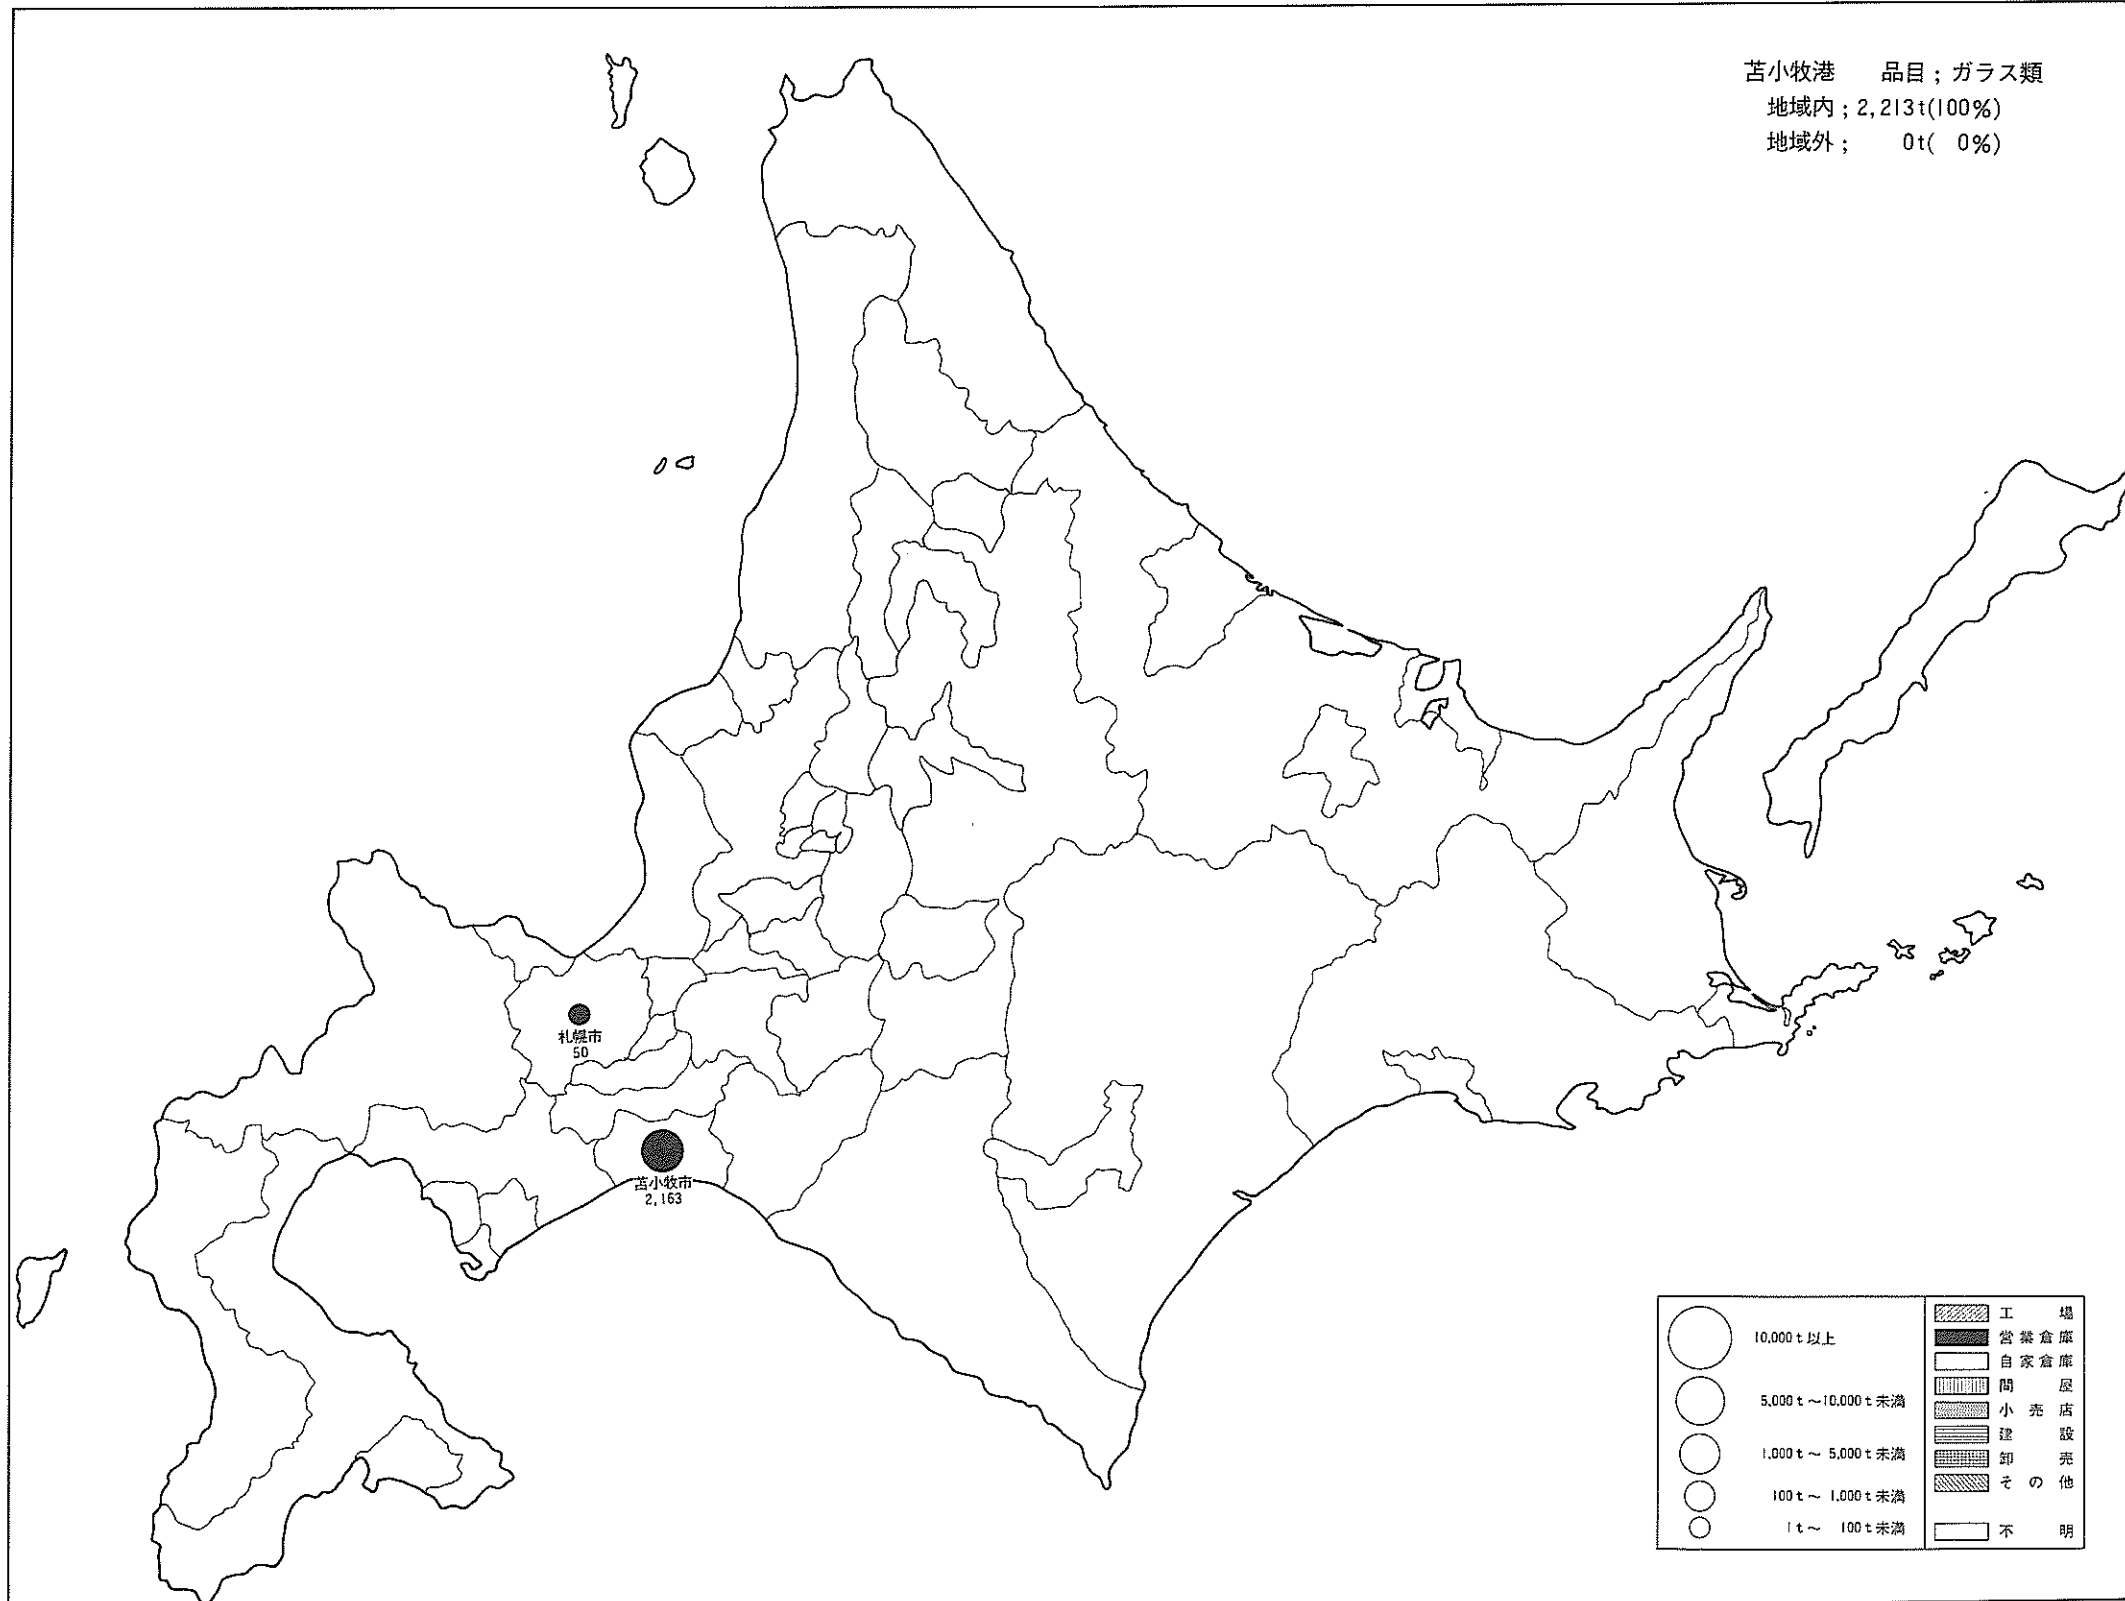 苫小牧港　品目；ガラス類
地域内；2,213t(100%)
地域外；　0t(　0%)
札幌市
50
苫小牧市
2,163
10,000t以上
5,000t～10,000t未満
1,000t～5,000t未満
100t～1,000t未満
1t～100t未満
工場
営業倉庫
自家倉庫
問屋
小売店
建設
卸売
その他
不明